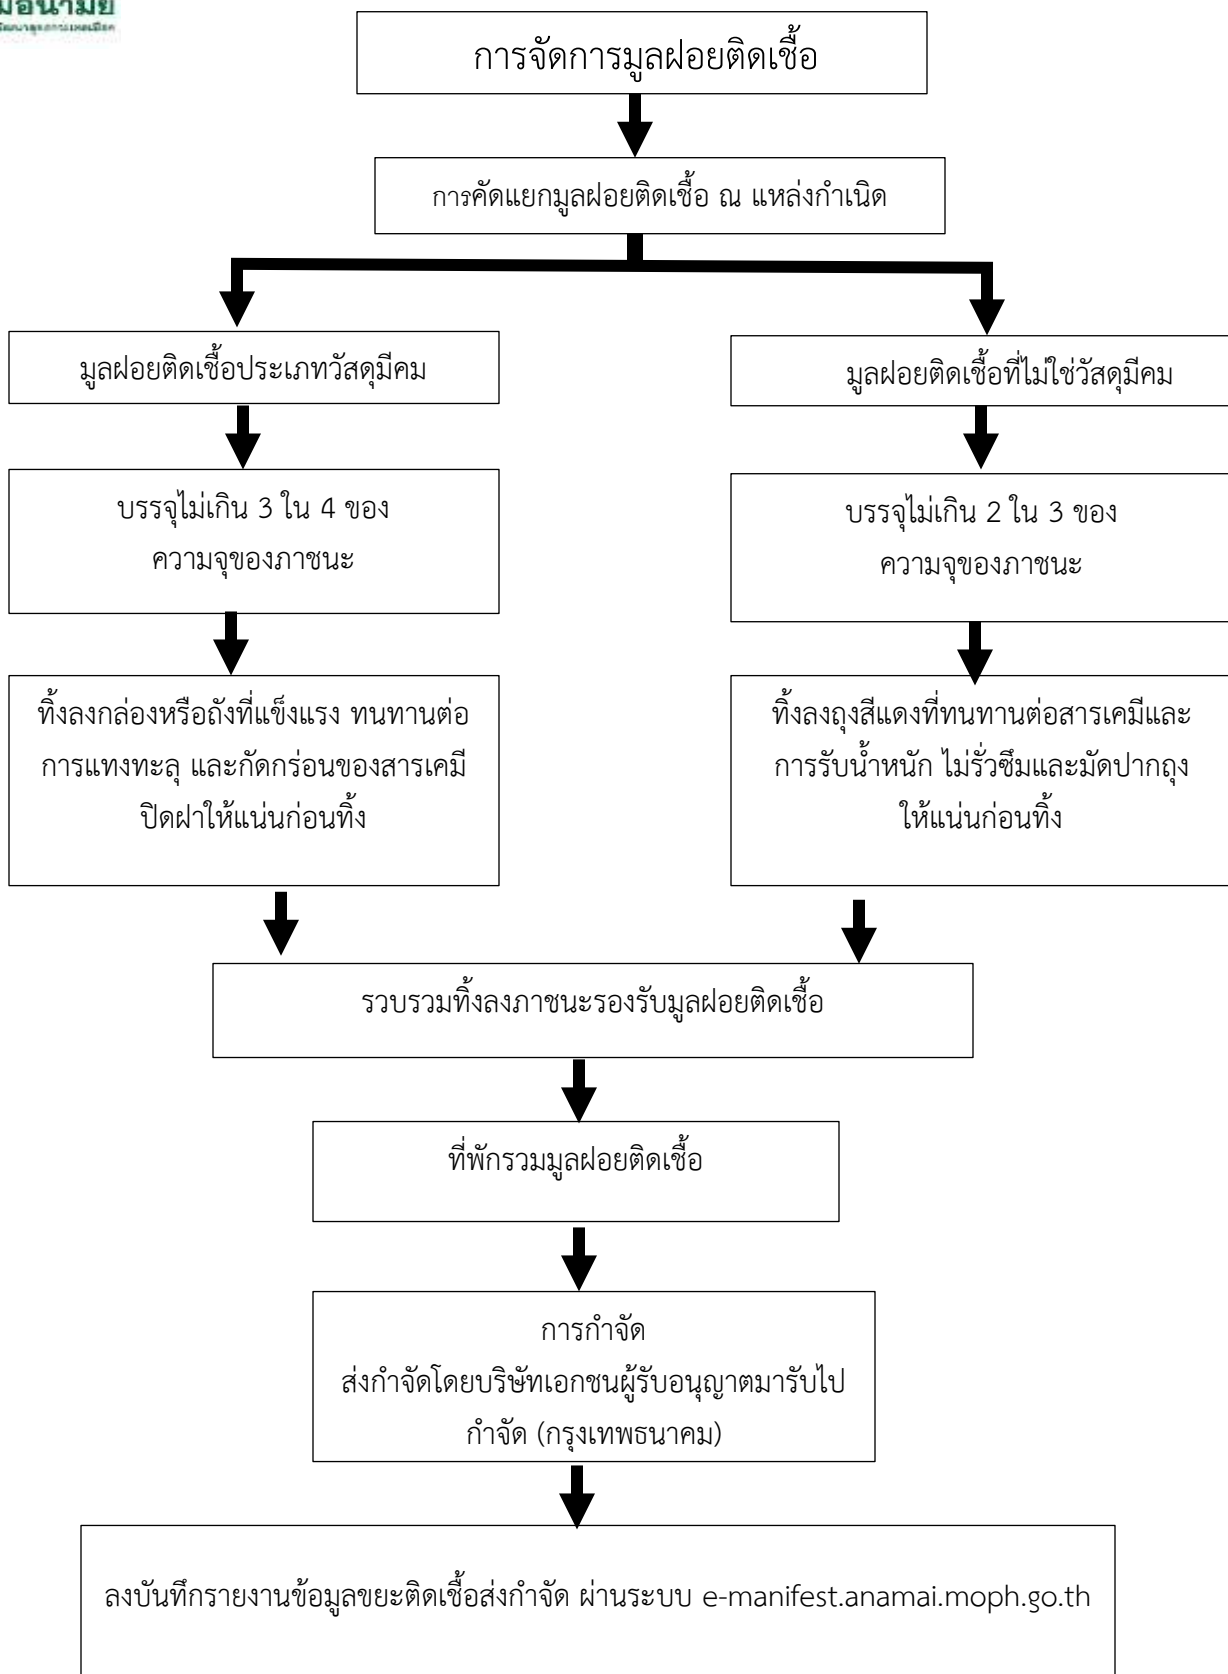 การจัดการมูลฝอยติดเชื้อ
การคัดแยกมูลฝอยติดเชื้อ ณ แหล่งกำเนิด
มูลฝอยติดเชื้อประเภทวัสดุมีคม
มูลฝอยติดเชื้อที่ไม่ใช่วัสดุมีคม
บรรจุไม่เกิน 3 ใน 4 ของ
ความจุของภาชนะ
บรรจุไม่เกิน 2 ใน 3 ของ
ความจุของภาชนะ
ทิ้งลงกล่องหรือถังที่แข็งแรง ทนทานต่อ
การแทงทะลุ และกัดกร่อนของสารเคมี
ปิดฝาให้แน่นก่อนทิ้ง
ทิ้งลงถุงสีแดงที่ทนทานต่อสารเคมีและ
การรับน้ำหนัก ไม่รั่วซึมและมัดปากถุง
ให้แน่นก่อนทิ้ง
รวบรวมทิ้งลงภาชนะรองรับมูลฝอยติดเชื้อ
ที่พักรวมมูลฝอยติดเชื้อ
การกำจัด
ส่งกำจัดโดยบริษัทเอกชนผู้รับอนุญาตมารับไป
กำจัด (กรุงเทพธนาคม)
ลงบันทึกรายงานข้อมูลขยะติดเชื้อส่งกำจัด ผ่านระบบ e-manifest.anamai.moph.go.th